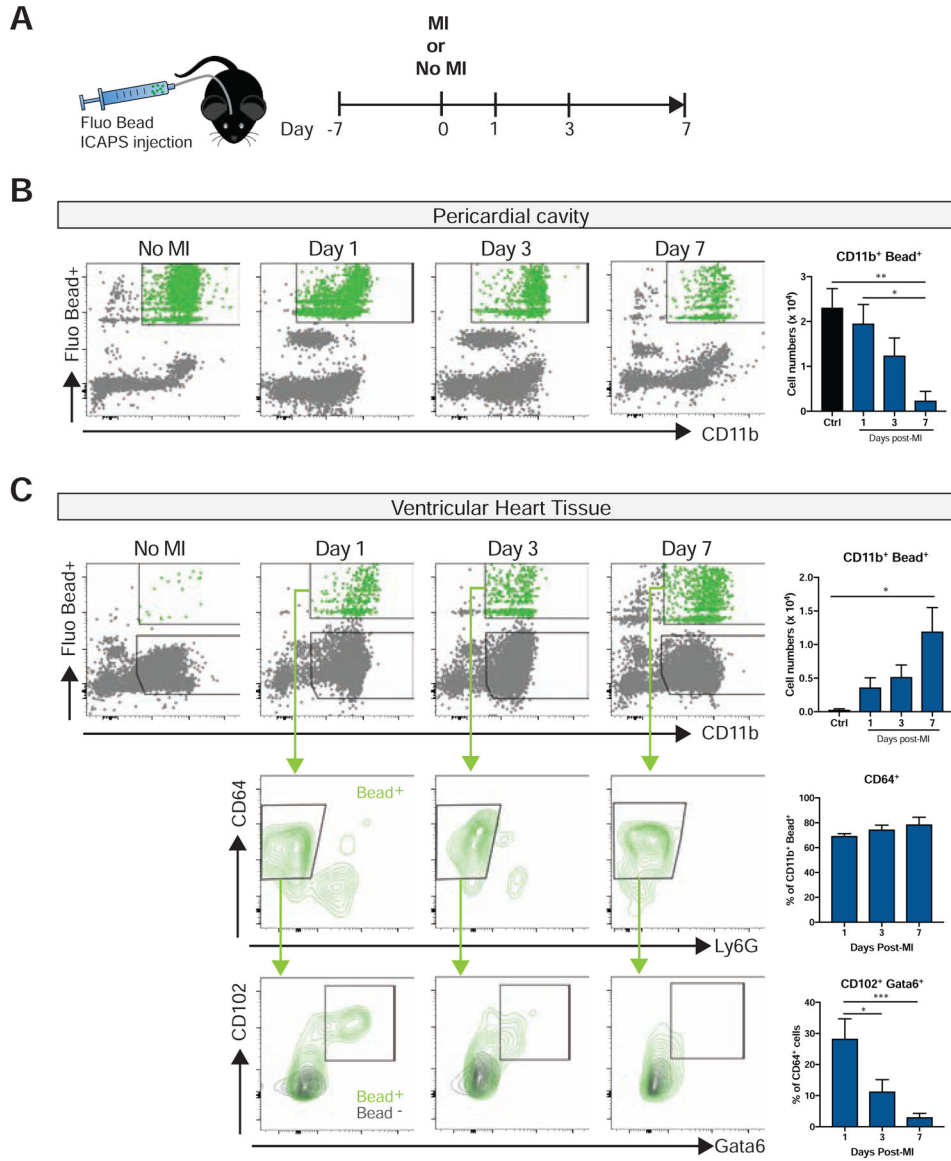 A
Fluo Bead
ICAPS injection
MI
or
No MI
Day
-7
0
1
3
7
B
Pericardial cavity
No MI
Day 1
Day 3
Day 7
Fluo Bead+
CD11b
CD11b⁺ Bead⁺
**
*
Cell numbers (x 10⁴)
3
2
1
0
Ctrl
1
3
7
Days post-MI
C
Ventricular Heart Tissue
No MI
Day 1
Day 3
Day 7
Fluo Bead+
CD11b
CD11b⁺ Bead⁺
*
Cell numbers (x 10⁴)
2.0
1.5
1.0
0.5
0.0
Ctrl
1
3
7
Days post-MI
CD64
Bead⁺
Ly6G
CD64⁺
% of CD11b⁺ Bead⁺
100
80
60
40
20
0
1
3
7
Days Post-MI
CD102
Bead⁺
Bead⁻
Gata6
CD102⁺ Gata6⁺
***
*
% of CD64⁺ cells
40
30
20
10
0
1
3
7
Days Post-MI